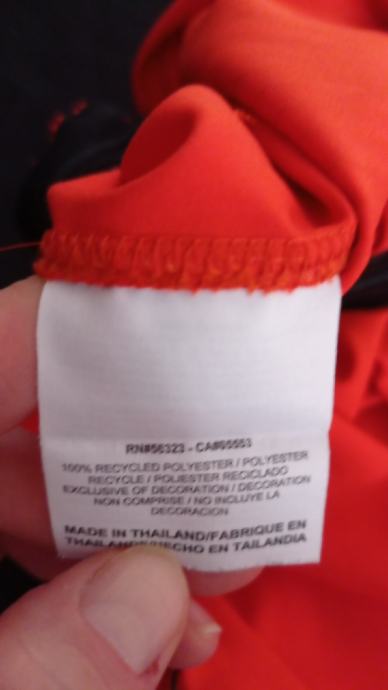 RN#56323 - CA#05553
100% RECYCLED POLYESTER / POLYESTER
RECYCLE / POLIESTER RECICLADO
EXCLUSIVE OF DECORATION / DECORATION
NON COMPRISE / NO INCLUYE LA
DECORACION
MADE IN THAILAND/FABRIQUE EN
THAILANDE/HECHO EN TAILANDIA